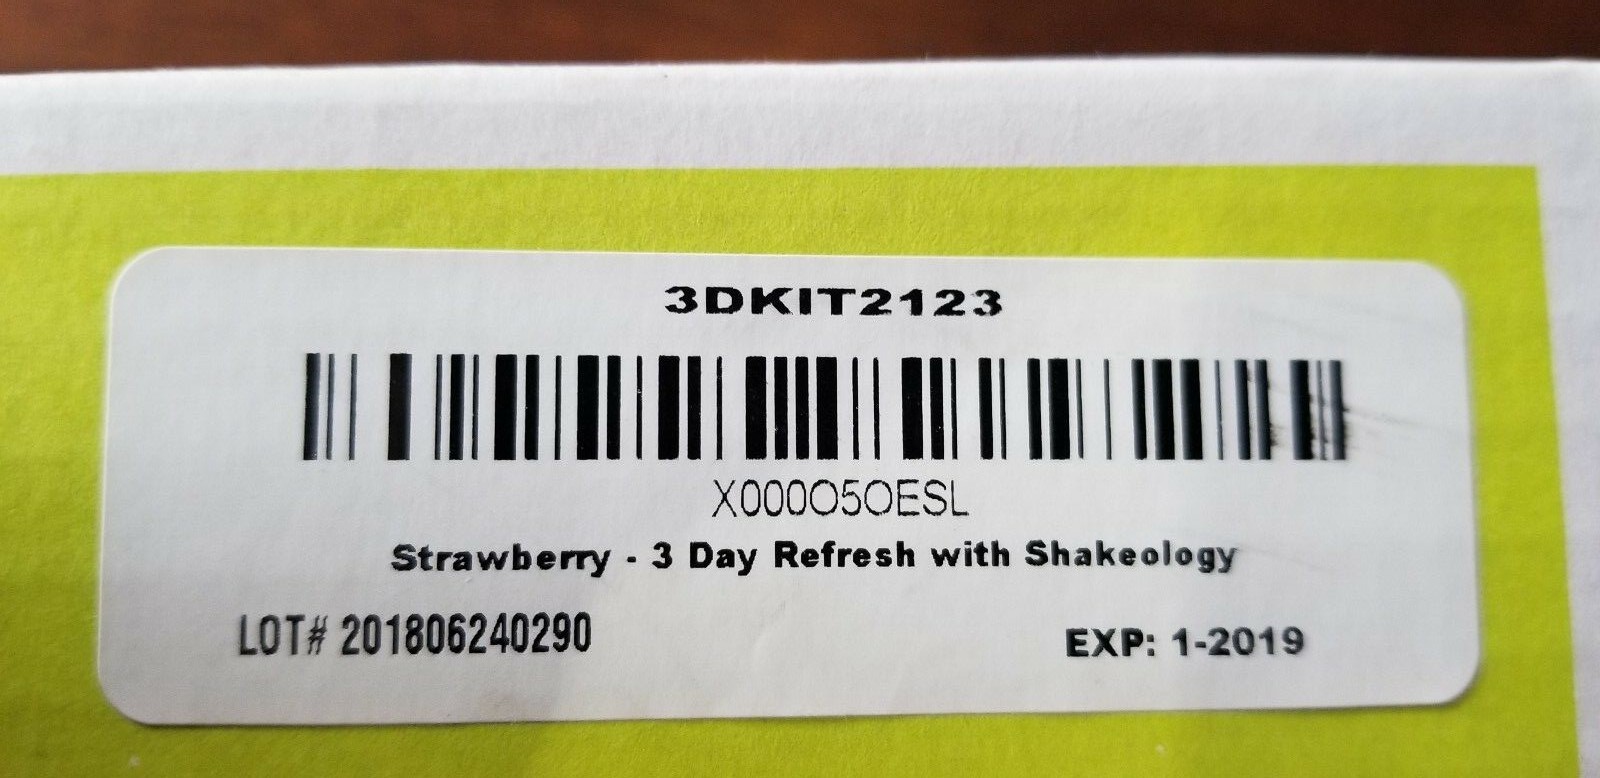 3DKIT2123
X000O5OESL
Strawberry - 3 Day Refresh with Shakeology
LOT# 201806240290
EXP: 1-2019